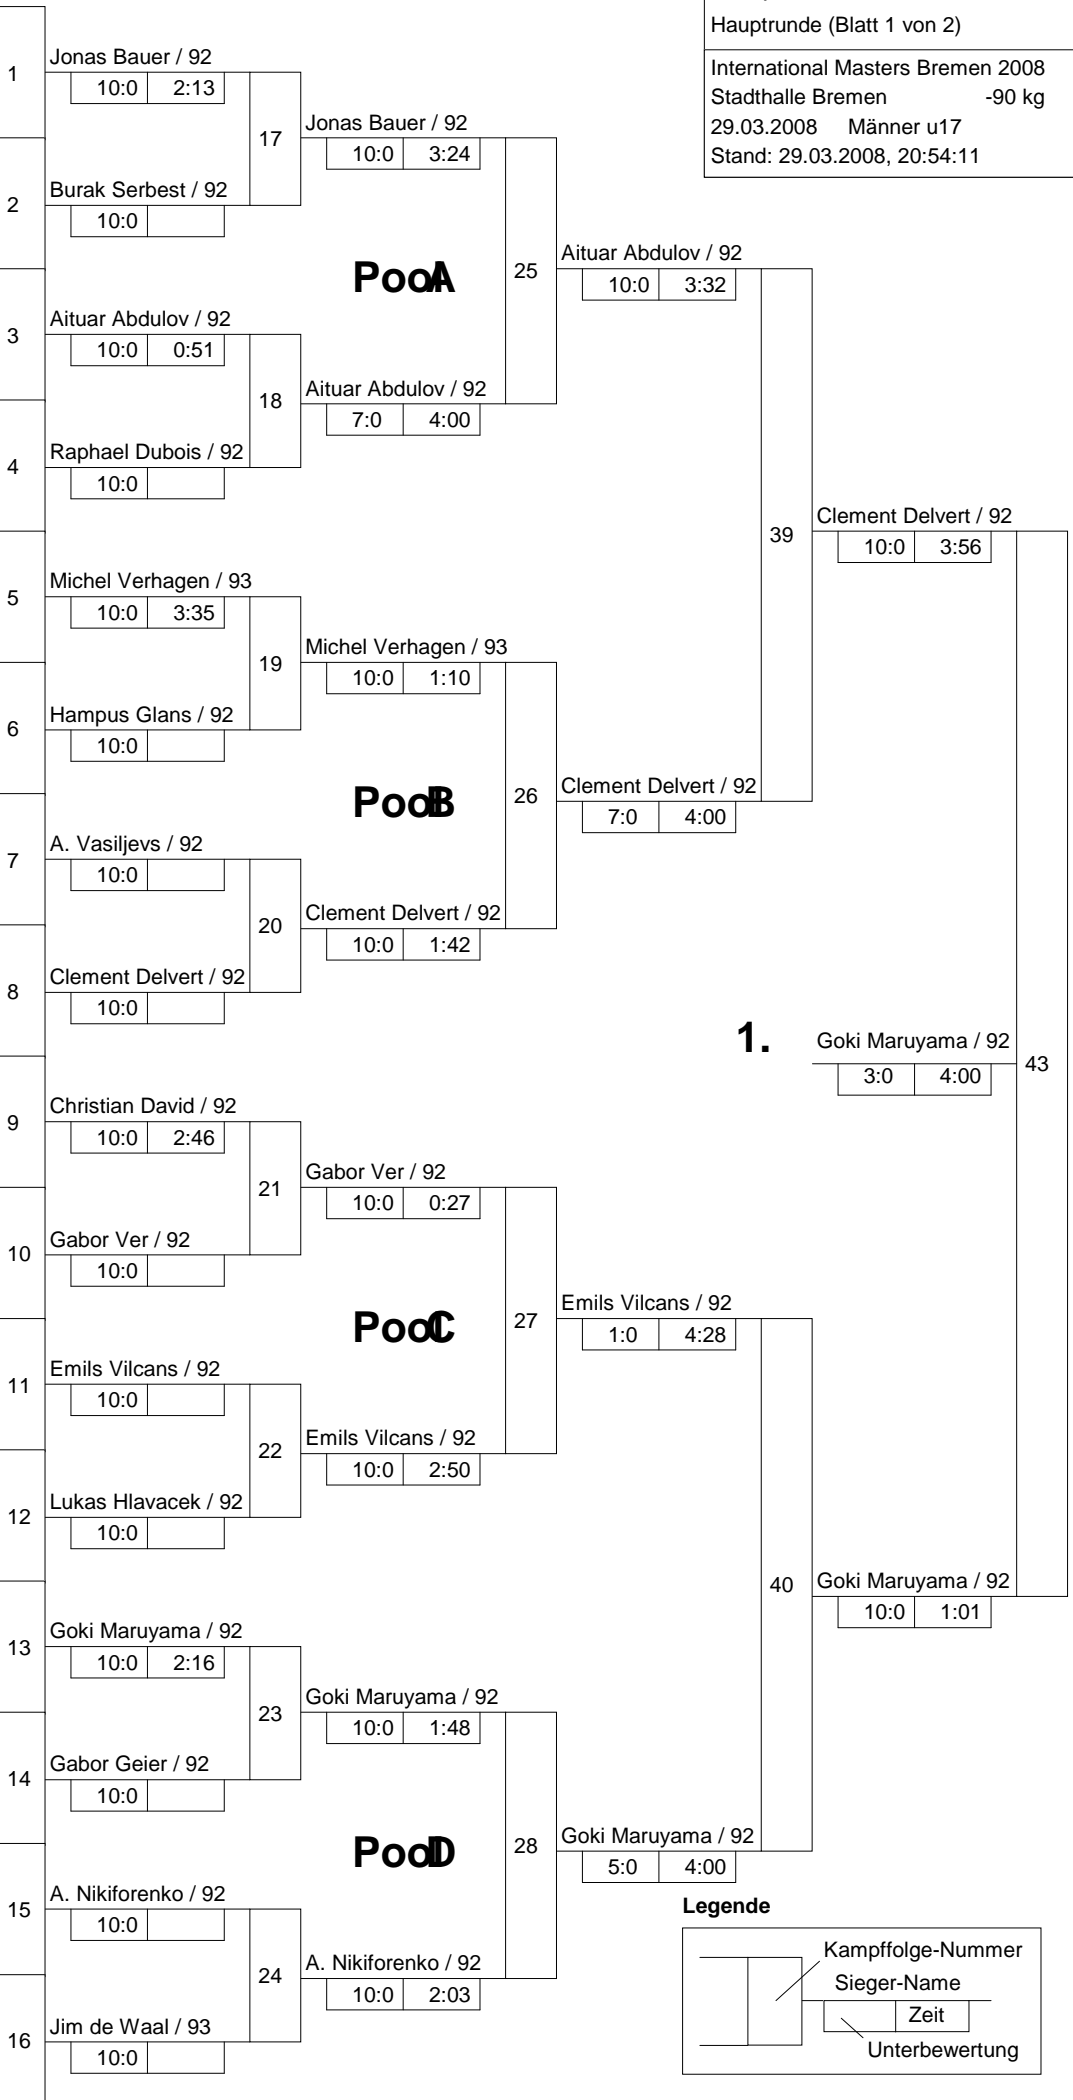 Hauptrunde (Blatt 1 von 2)
International Masters Bremen 2008
Stadthalle Bremen -90 kg
29.03.2008 Männer u17
Stand: 29.03.2008, 20:54:11
1
Jonas Bauer / 92
10:0 2:13
17
Jonas Bauer / 92
10:0 3:24
2
Burak Serbest / 92
10:0
Pool A
25
Aituar Abdulov / 92
10:0 3:32
3
Aituar Abdulov / 92
10:0 0:51
18
Aituar Abdulov / 92
7:0 4:00
4
Raphael Dubois / 92
10:0
39
Clement Delvert / 92
10:0 3:56
5
Michel Verhagen / 93
10:0 3:35
19
Michel Verhagen / 93
10:0 1:10
6
Hampus Glans / 92
10:0
Pool B
26
Clement Delvert / 92
7:0 4:00
7
A. Vasiljevs / 92
10:0
20
Clement Delvert / 92
10:0 1:42
8
Clement Delvert / 92
10:0
1.
Goki Maruyama / 92
3:0 4:00
43
9
Christian David / 92
10:0 2:46
21
Gabor Ver / 92
10:0 0:27
10
Gabor Ver / 92
10:0
Pool C
27
Emils Vilcans / 92
1:0 4:28
11
Emils Vilcans / 92
10:0
22
Emils Vilcans / 92
10:0 2:50
12
Lukas Hlavacek / 92
10:0
40
Goki Maruyama / 92
10:0 1:01
13
Goki Maruyama / 92
10:0 2:16
23
Goki Maruyama / 92
10:0 1:48
14
Gabor Geier / 92
10:0
Pool D
28
Goki Maruyama / 92
5:0 4:00
15
A. Nikiforenko / 92
10:0
24
A. Nikiforenko / 92
10:0 2:03
16
Jim de Waal / 93
10:0
Legende
Kampffolge-Nummer
Sieger-Name
Zeit
Unterbewertung